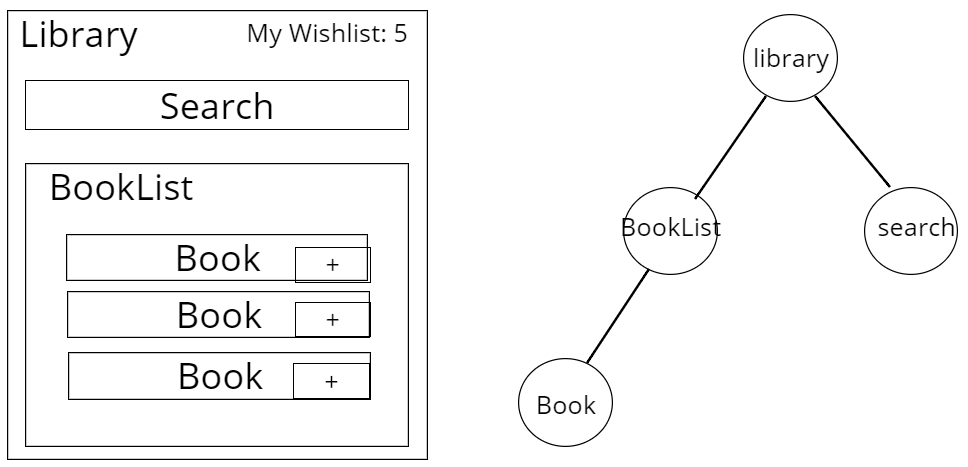 Library
My Wishlist: 5
Search
BookList
Book
+
Book
+
Book
+
library
BookList
search
Book